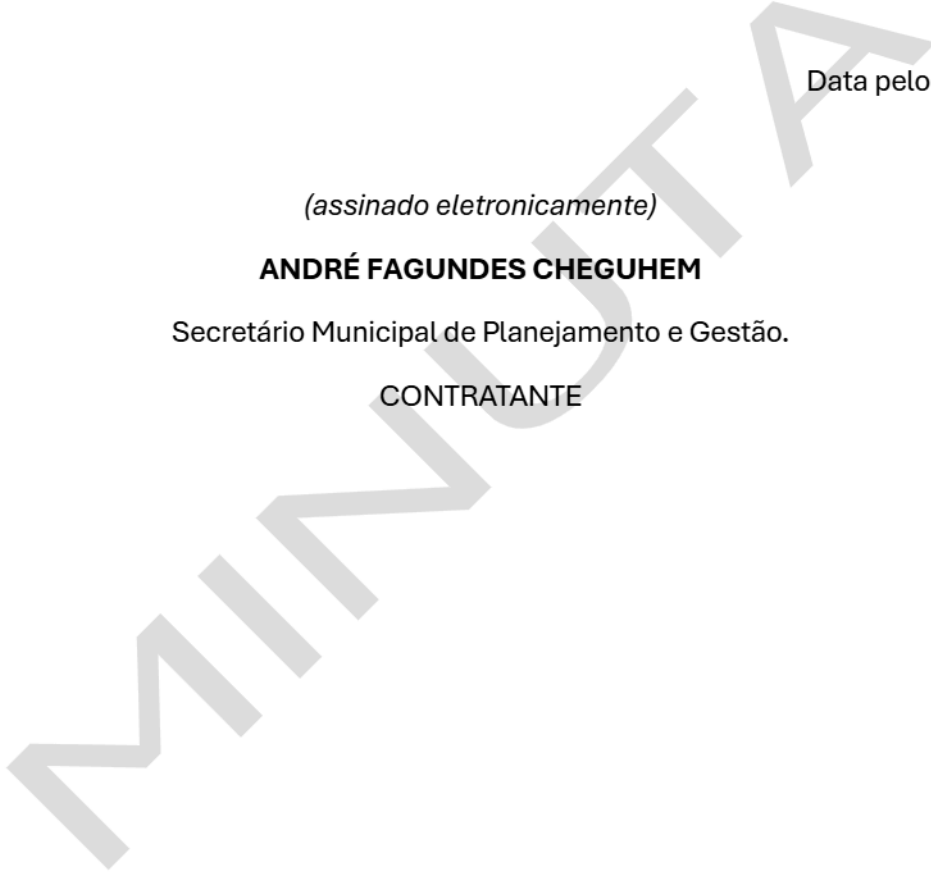 Data pelo
(assinado eletronicamente)
ANDRÉ FAGUNDES CHEGUHEM
Secretário Municipal de Planejamento e Gestão.
CONTRATANTE
MINUTA